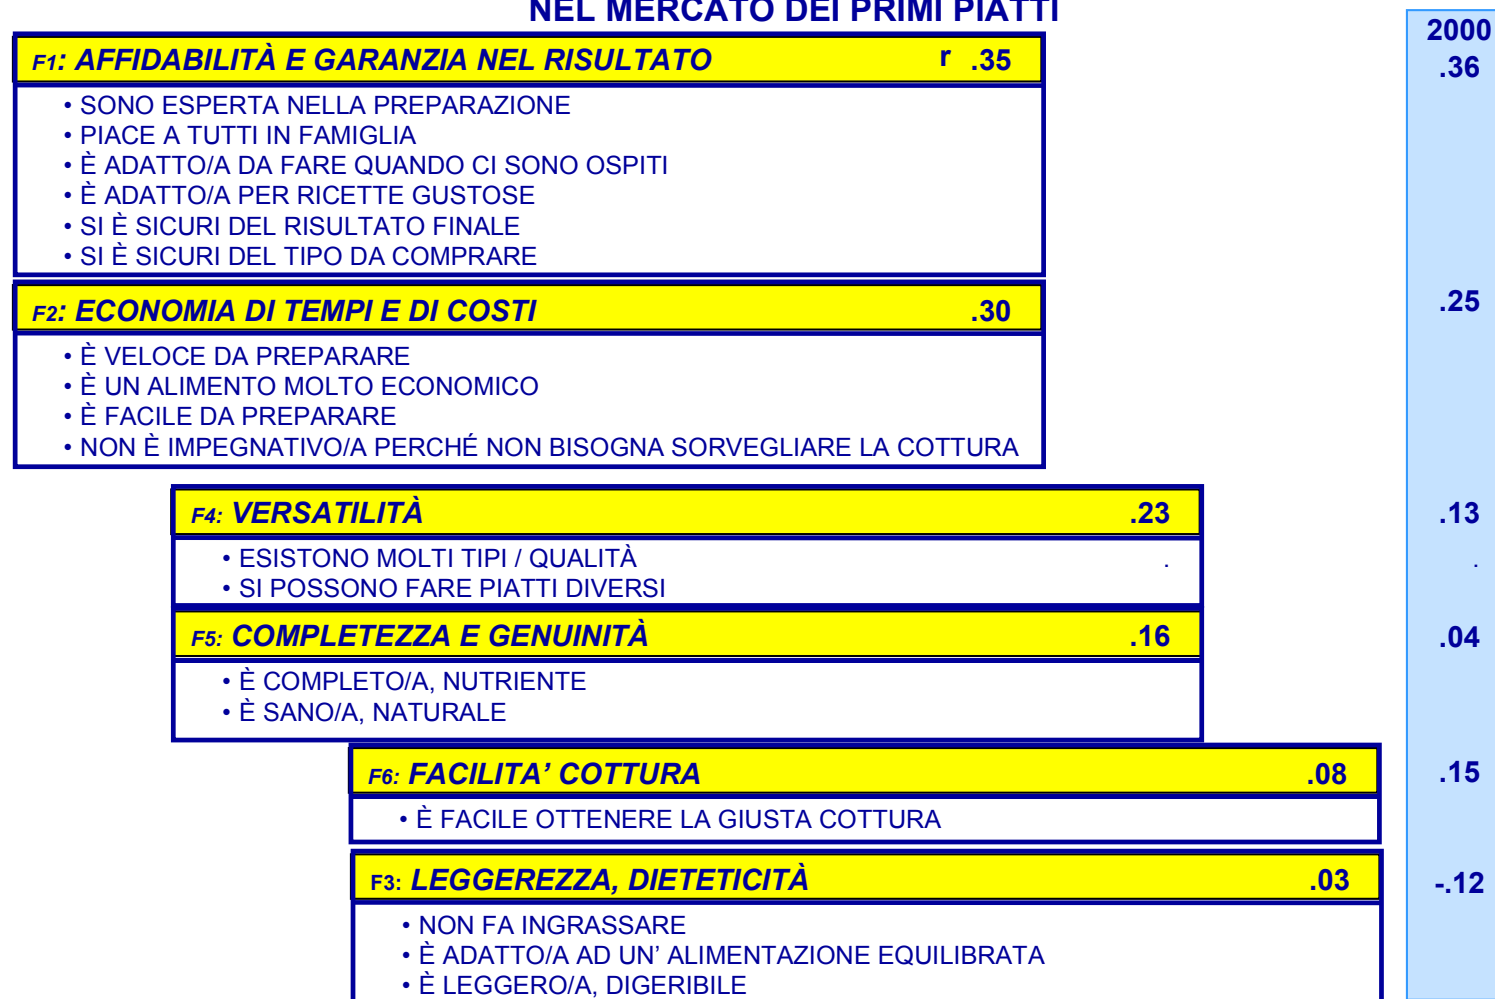 NEL MERCATO DEI PRIMI PIATTI
2000
F1: AFFIDABILITÀ E GARANZIA NEL RISULTATO r .35 .36
• SONO ESPERTA NELLA PREPARAZIONE
• PIACE A TUTTI IN FAMIGLIA
• È ADATTO/A DA FARE QUANDO CI SONO OSPITI
• È ADATTO/A PER RICETTE GUSTOSE
• SI È SICURI DEL RISULTATO FINALE
• SI È SICURI DEL TIPO DA COMPRARE
F2: ECONOMIA DI TEMPI E DI COSTI .30 .25
• È VELOCE DA PREPARARE
• È UN ALIMENTO MOLTO ECONOMICO
• È FACILE DA PREPARARE
• NON È IMPEGNATIVO/A PERCHÉ NON BISOGNA SORVEGLIARE LA COTTURA
F4: VERSATILITÀ .23 .13
• ESISTONO MOLTI TIPI / QUALITÀ . .
• SI POSSONO FARE PIATTI DIVERSI
F5: COMPLETEZZA E GENUINITÀ .16 .04
• È COMPLETO/A, NUTRIENTE
• È SANO/A, NATURALE
F6: FACILITA’ COTTURA .08 .15
• È FACILE OTTENERE LA GIUSTA COTTURA
F3: LEGGEREZZA, DIETETICITÀ .03 -.12
• NON FA INGRASSARE
• È ADATTO/A AD UN’ ALIMENTAZIONE EQUILIBRATA
• È LEGGERO/A, DIGERIBILE